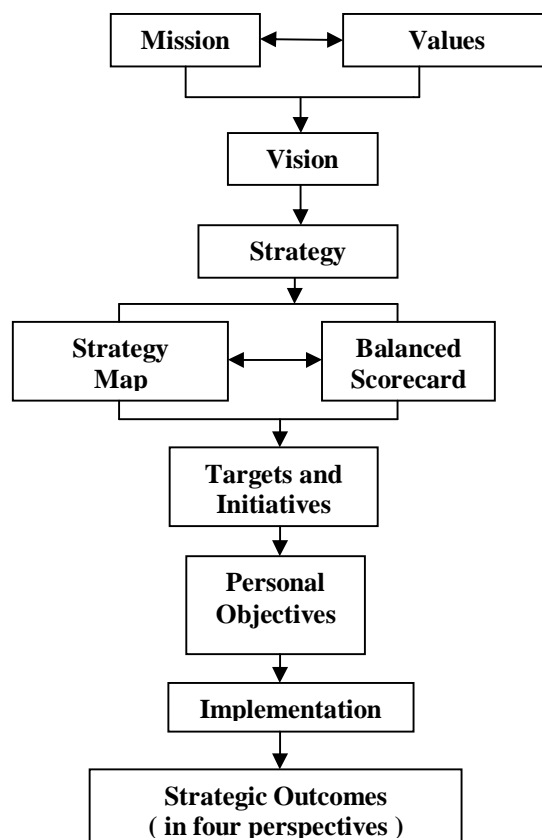 Mission
Values
Vision
Strategy
Strategy
Map
Balanced
Scorecard
Targets and
Initiatives
Personal
Objectives
Implementation
Strategic Outcomes
( in four perspectives )